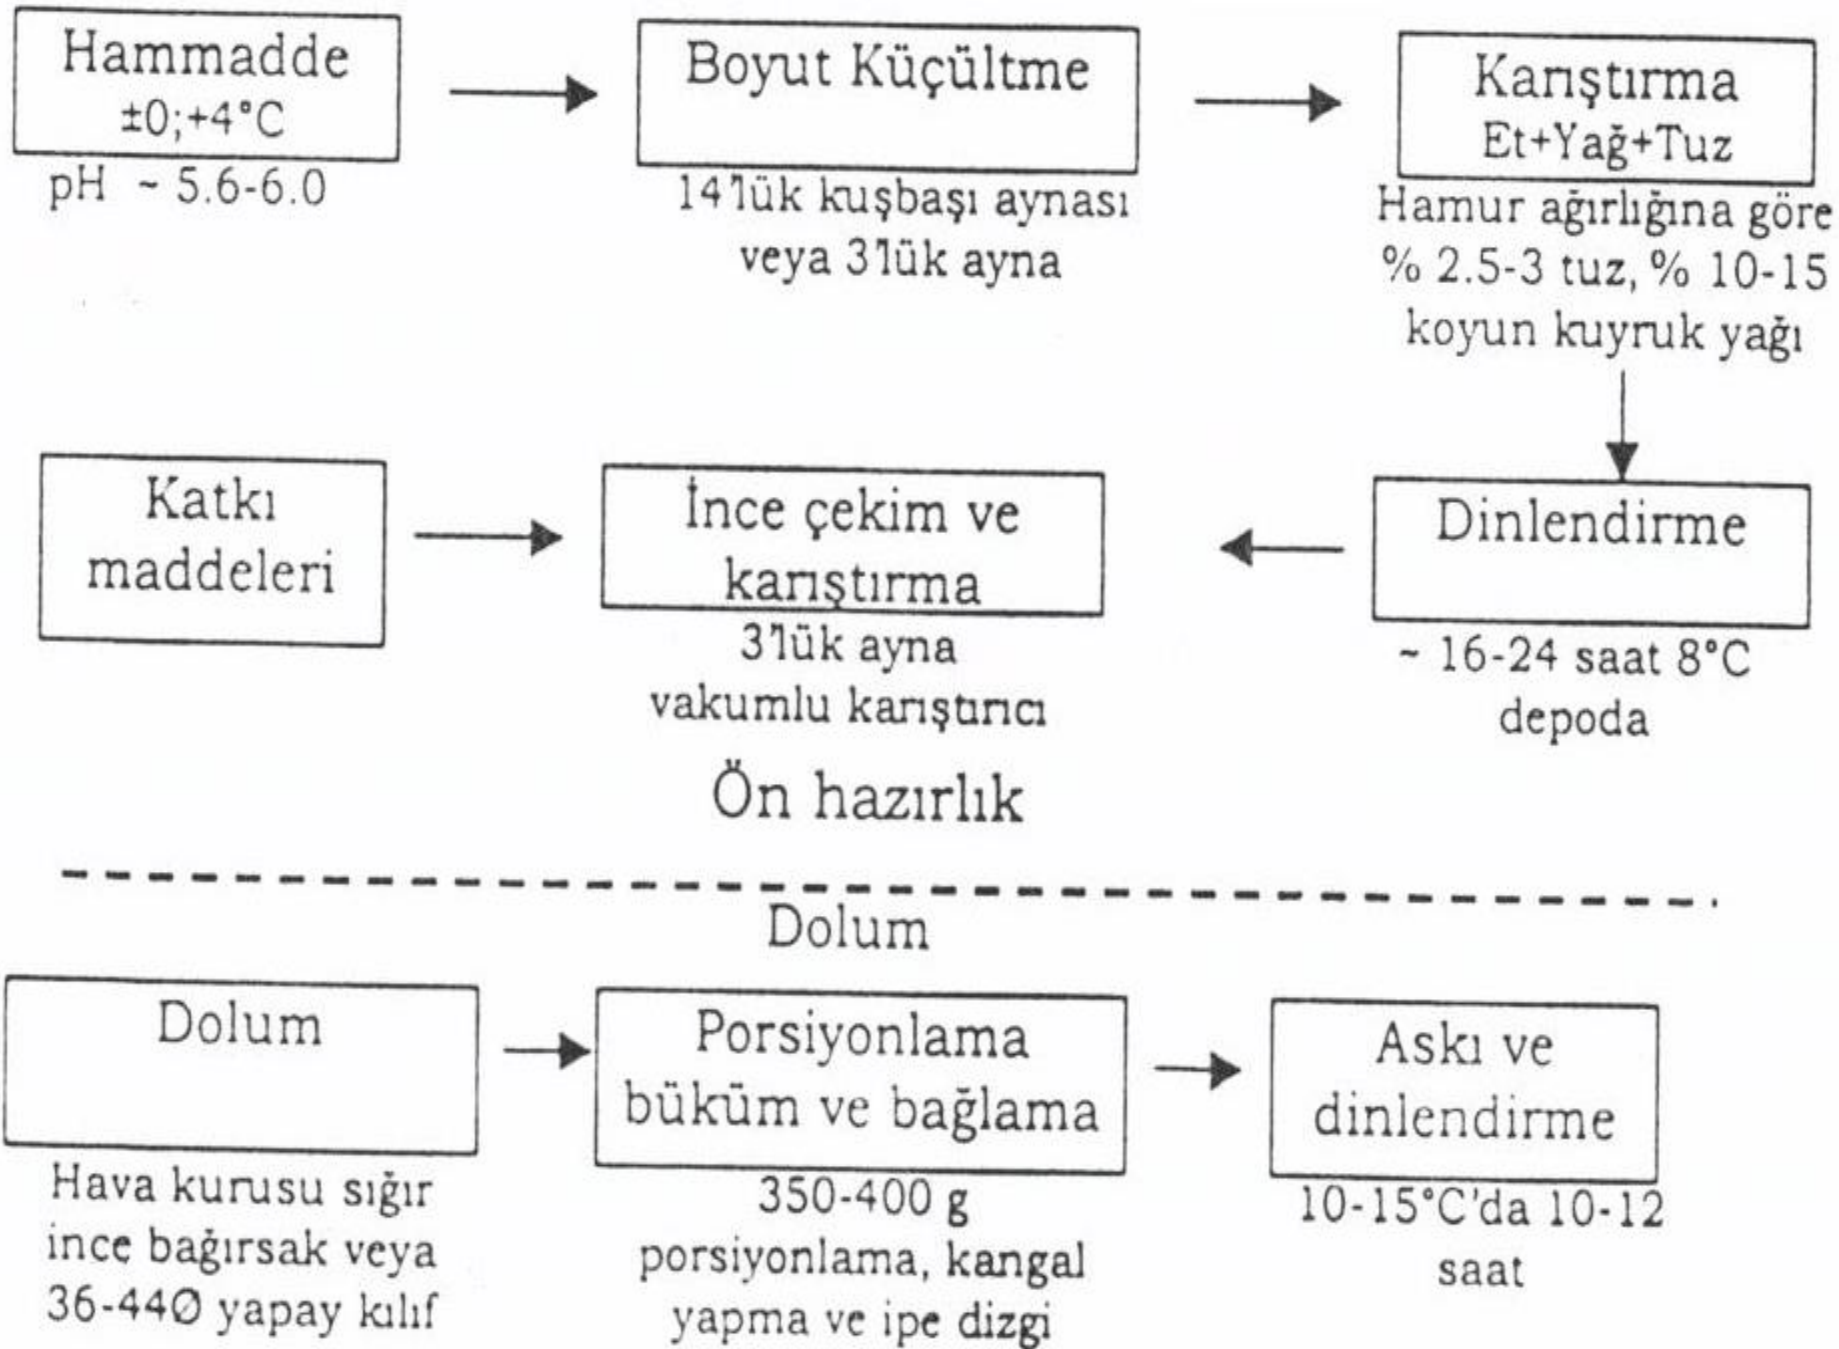 Hammadde
±0;+4°C
pH ~ 5.6-6.0
Boyut Küçültme
14'lük kuşbaşı aynası
veya 3'lük ayna
Karıştırma
Et+Yağ+Tuz
Hamur ağırlığına göre
% 2.5-3 tuz, % 10-15
koyun kuyruk yağı
Katkı
maddeleri
İnce çekim ve
karıştırma
3'lük ayna
vakumlu karıştırıcı
Dinlendirme
~ 16-24 saat 8°C
depoda
Ön hazırlık
Dolum
Dolum
Hava kurusu sığır
ince bağırsak veya
36-44Ø yapay kılıf
Porsiyonlama
büküm ve bağlama
350-400 g
porsiyonlama, kangal
yapma ve ipe dizgi
Askı ve
dinlendirme
10-15°C'da 10-12
saat